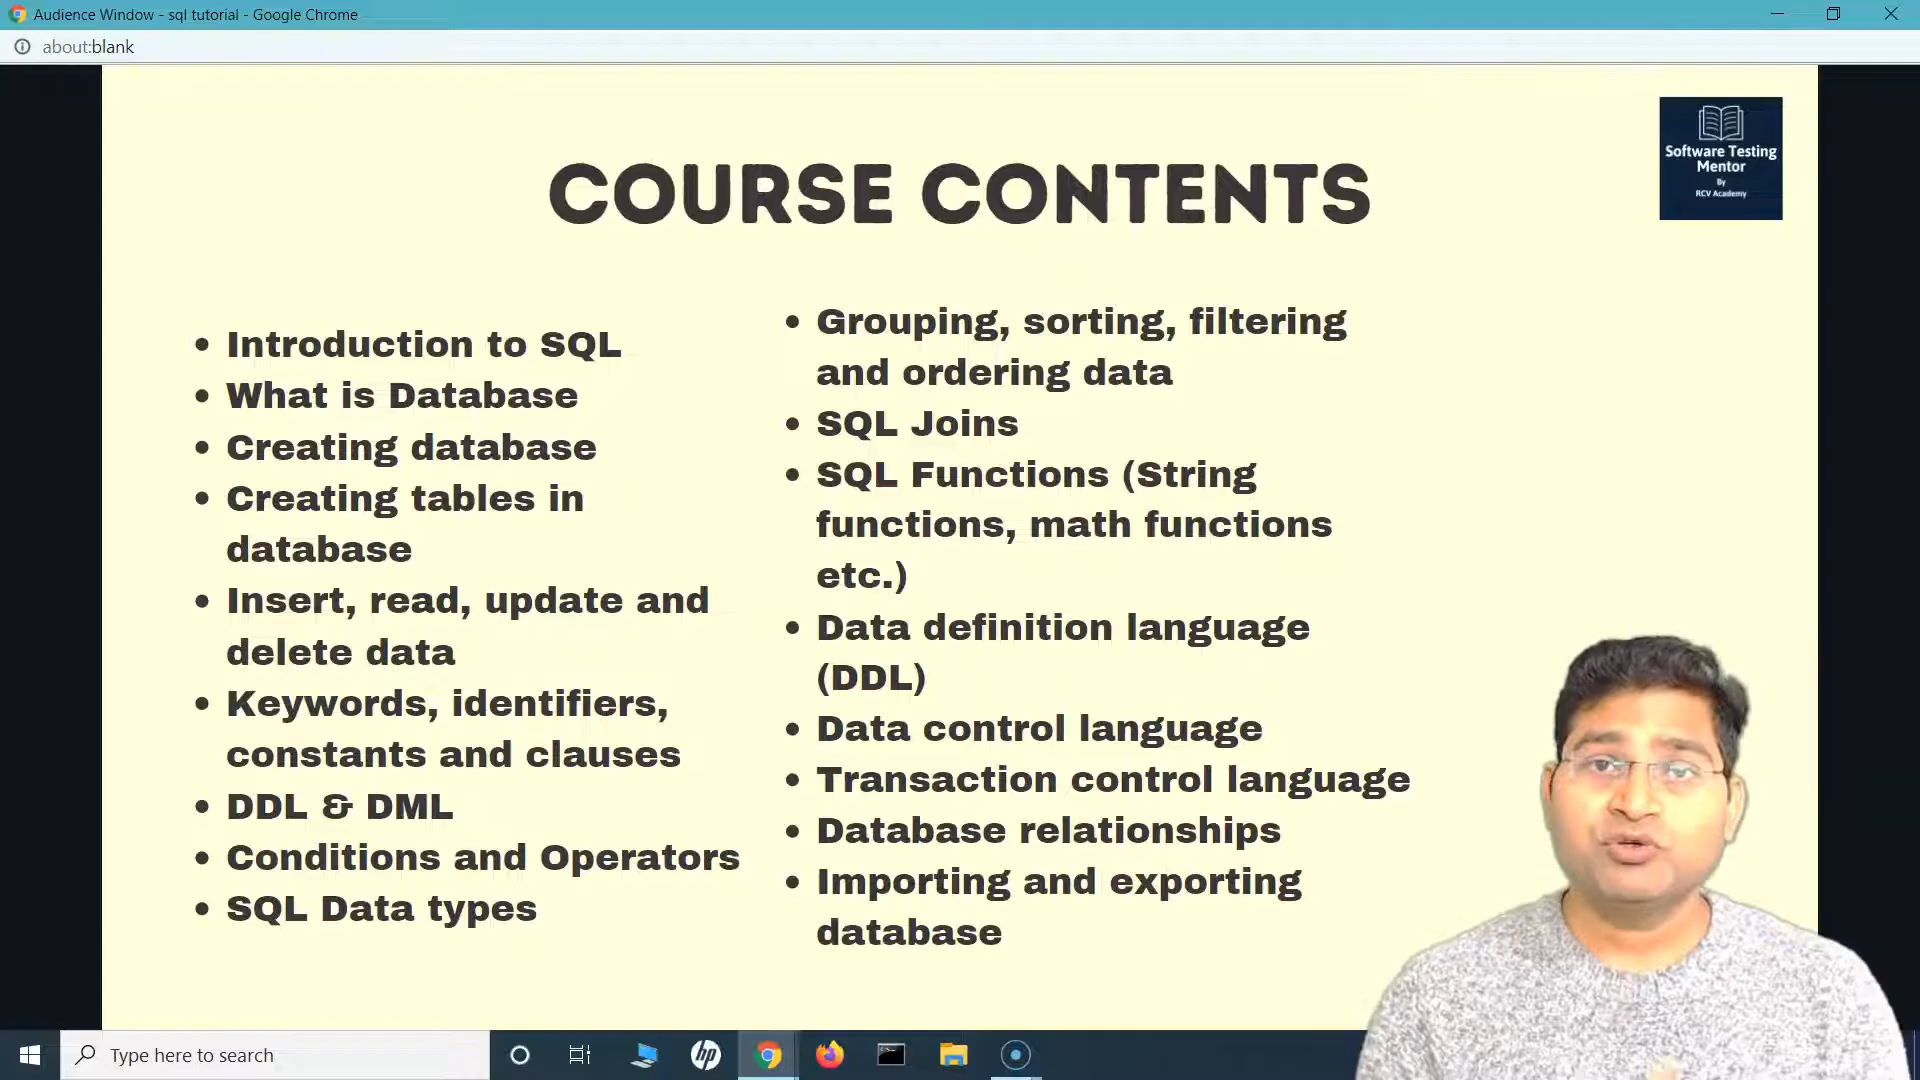 Audience Window - sql tutorial - Google Chrome
about:blank
COURSE CONTENTS
Software Testing
Mentor
By
RCV Academy
• Introduction to SQL
• What is Database
• Creating database
• Creating tables in
database
• Insert, read, update and
delete data
• Keywords, identifiers,
constants and clauses
• DDL & DML
• Conditions and Operators
• SQL Data types
• Grouping, sorting, filtering
and ordering data
• SQL Joins
• SQL Functions (String
functions, math functions
etc.)
• Data definition language
(DDL)
• Data control language
• Transaction control language
• Database relationships
• Importing and exporting
database
Type here to search
hp